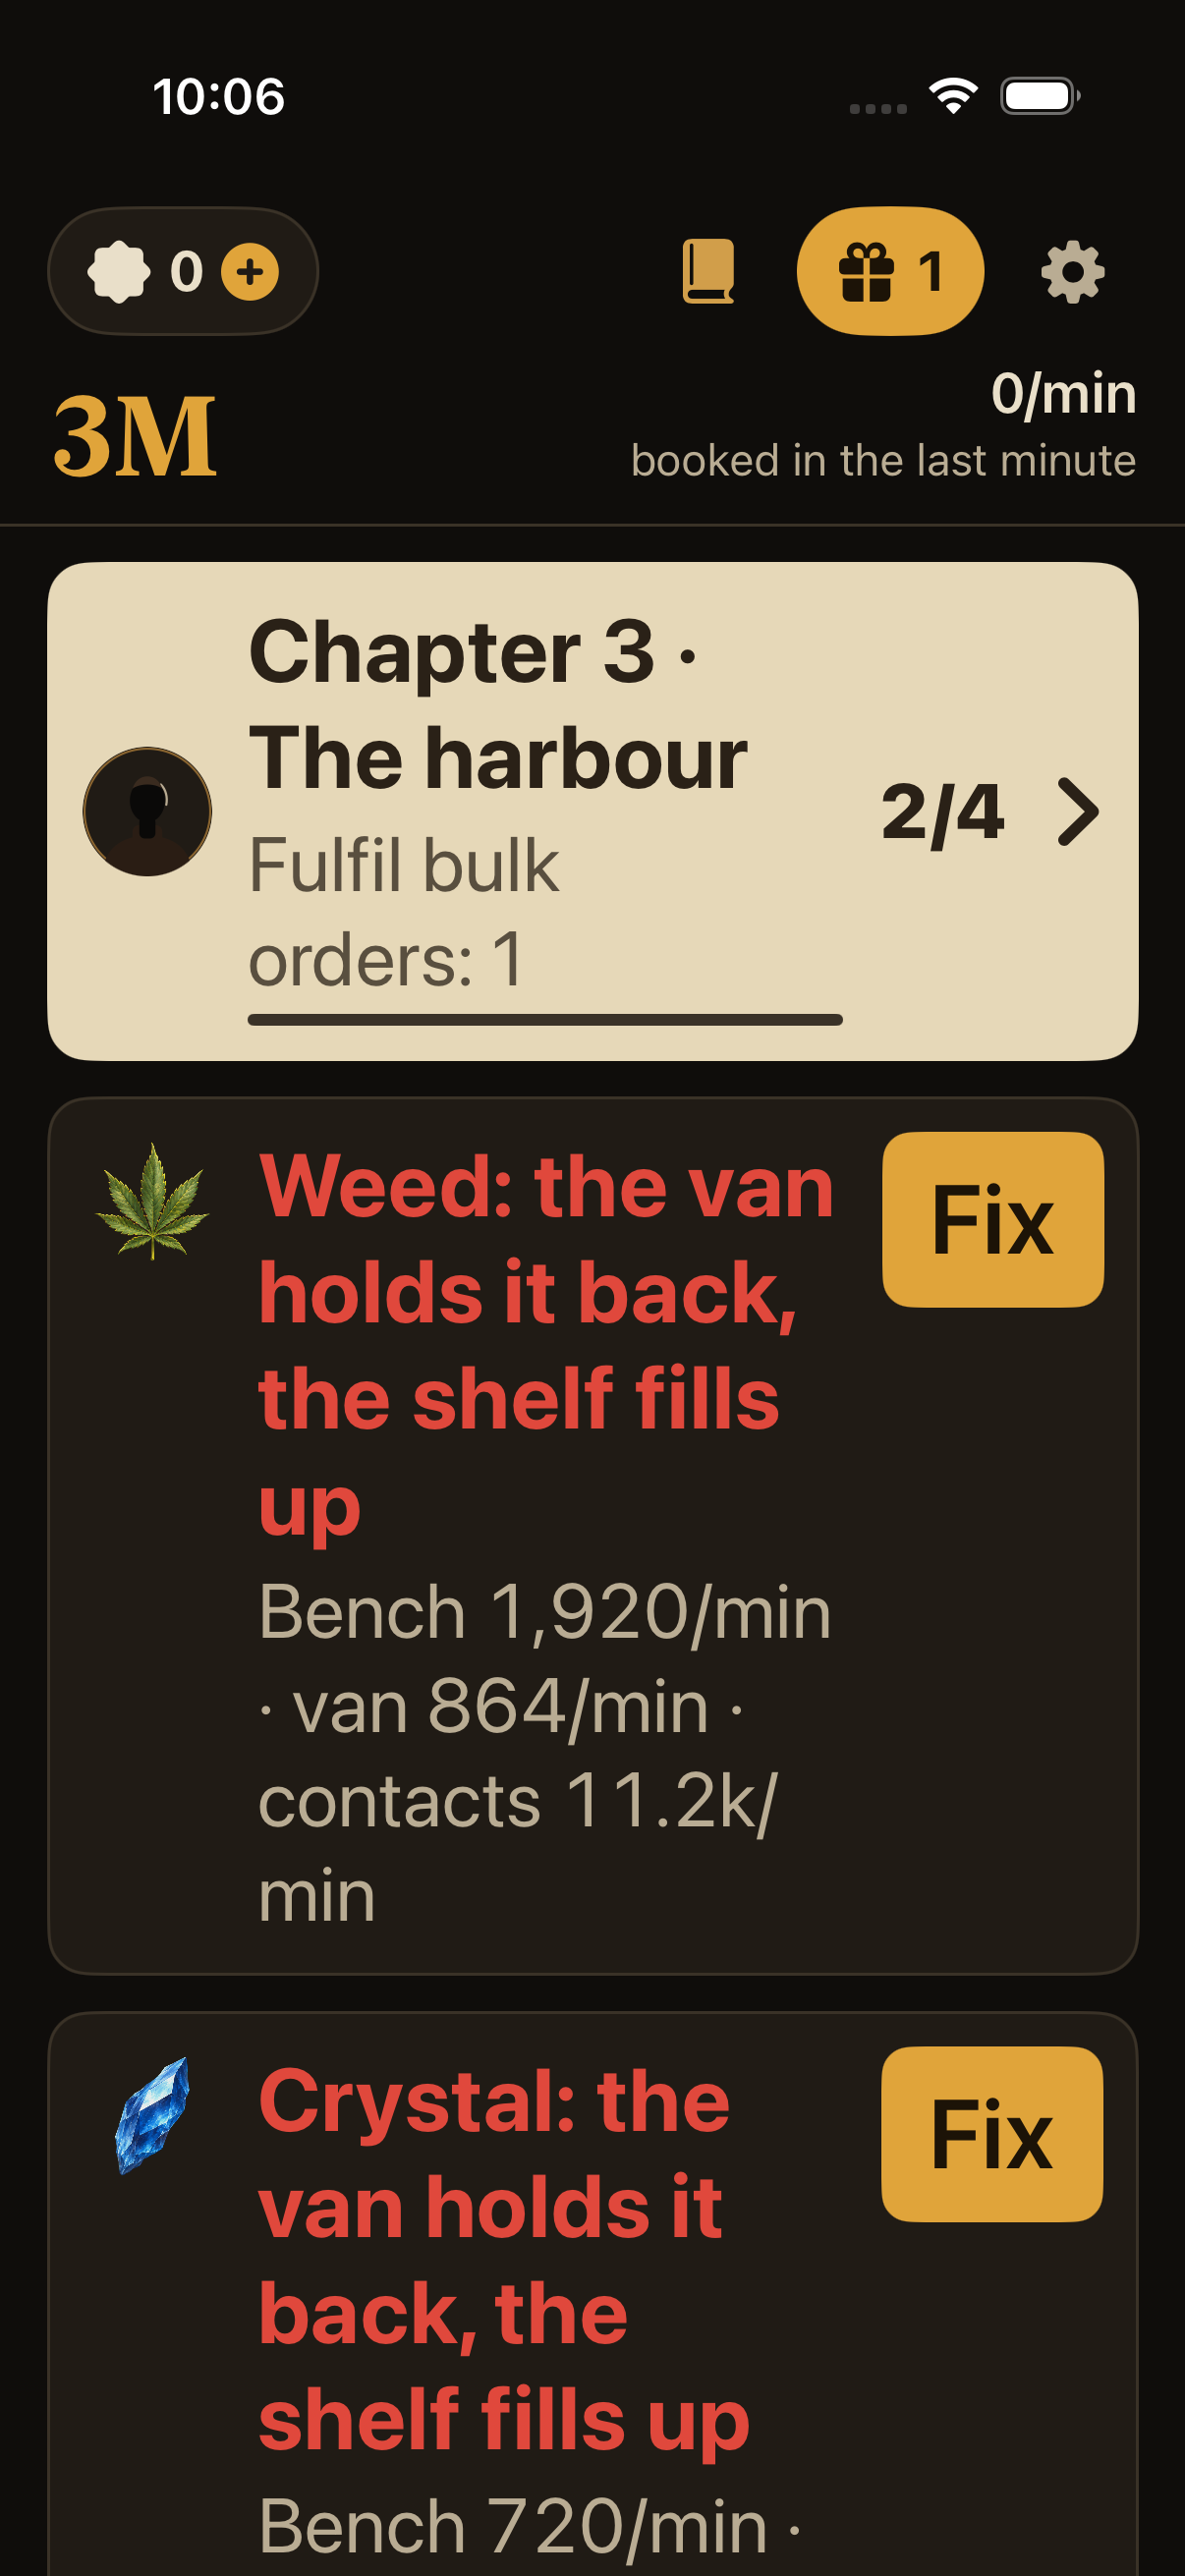 10:06
0
1
3M
0/min
booked in the last minute
Chapter 3 ·
The harbour
Fulfil bulk
orders: 1
2/4
Weed: the van
holds it back,
the shelf fills
up
Fix
Bench 1,920/min
· van 864/min ·
contacts 11.2k/
min
Crystal: the
van holds it
back, the
shelf fills up
Fix
Bench 720/min ·